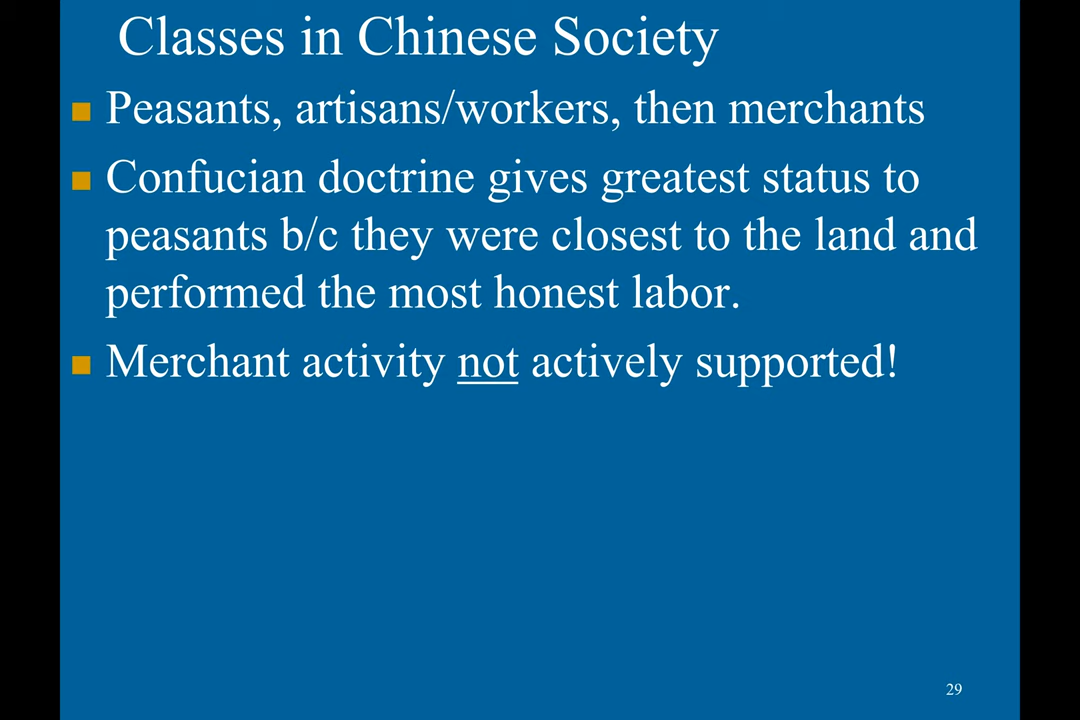 Classes in Chinese Society
Peasants, artisans/workers, then merchants
Confucian doctrine gives greatest status to
peasants b/c they were closest to the land and
performed the most honest labor.
Merchant activity not actively supported!
29